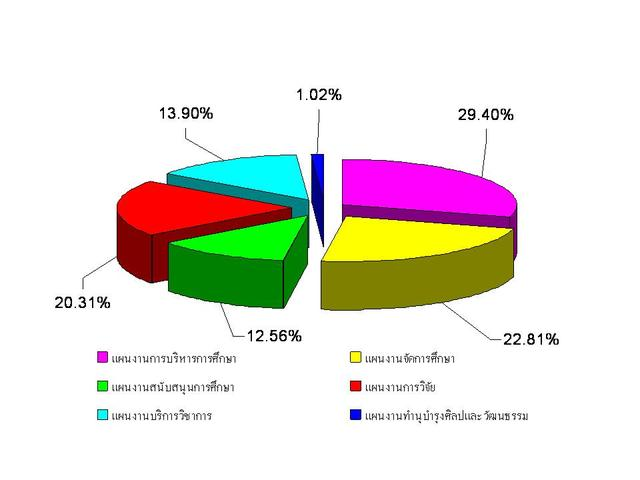 1.02%
13.90%
29.40%
20.31%
12.56%
22.81%
แผนงานการบริหารการศึกษา
แผนงานจัดการศึกษา
แผนงานสนับสนุนการศึกษา
แผนงานการวิจัย
แผนงานบริการวิชาการ
แผนงานทำนุบำรุงศิลปและวัฒนธรรม